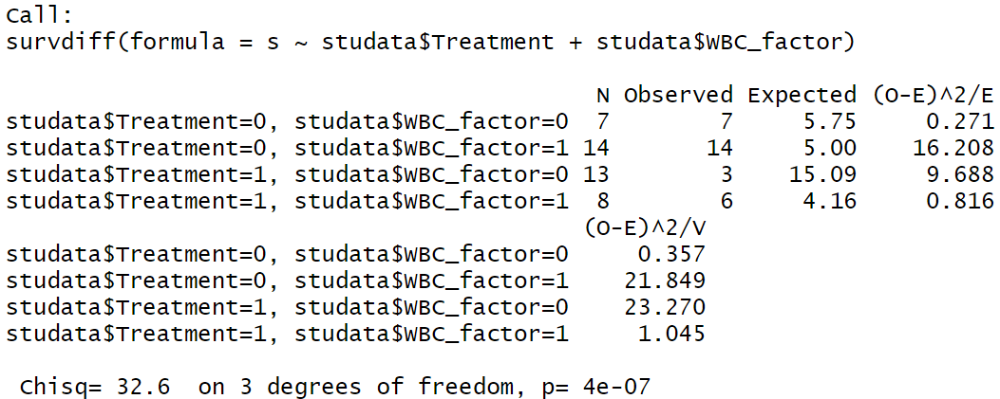 Call:
survdiff(formula = s ~ studata$Treatment + studata$WBC_factor)
N Observed Expected (O-E)^2/E
studata$Treatment=0, studata$WBC_factor=0 7 7 5.75 0.271
studata$Treatment=0, studata$WBC_factor=1 14 14 5.00 16.208
studata$Treatment=1, studata$WBC_factor=0 13 3 15.09 9.688
studata$Treatment=1, studata$WBC_factor=1 8 6 4.16 0.816
(O-E)^2/V
studata$Treatment=0, studata$WBC_factor=0 0.357
studata$Treatment=0, studata$WBC_factor=1 21.849
studata$Treatment=1, studata$WBC_factor=0 23.270
studata$Treatment=1, studata$WBC_factor=1 1.045
Chisq= 32.6 on 3 degrees of freedom, p= 4e-07